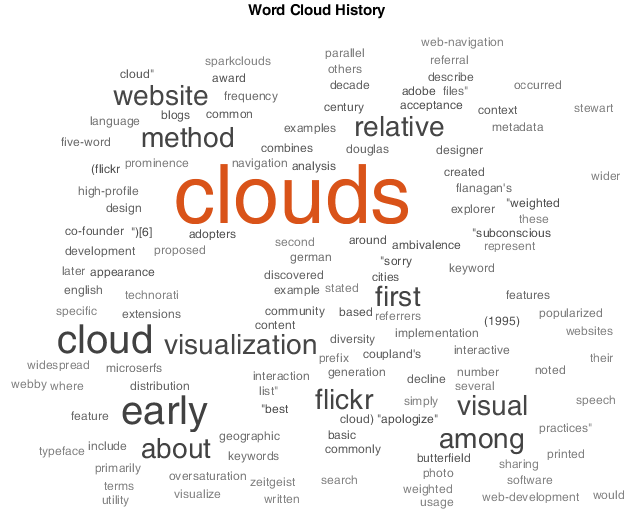 Word Cloud History
web-navigation
parallel
sparkclouds referral
others
cloud" award describe
decade adobe files" occurred
website frequency
century acceptance context stewart
blogs common
language examples relative metadata
five-word method
combines douglas designer
(flickr prominence navigation analysis
created wider
high-profile clouds flanagan's
design explorer "weighted
these
co-founder ")[6] adopters "subconscious
second around ambivalence represent
development proposed german
"sorry
later appearance discovered cities keyword
english technorati example stated first features
specific extensions community based referrers (1995) popularized
content implementation websites
cloud visualization diversity
prefix coupland's interactive their
widespread microserfs generation number noted
webby where distribution interaction decline several
list"
early "best flickr simply visual speech
feature cloud) "apologize"
geographic basic among practices"
typeface include about commonly printed
keywords butterfield sharing
primarily oversaturation photo
terms zeitgeist search software
utility visualize written weighted web-development would
usage